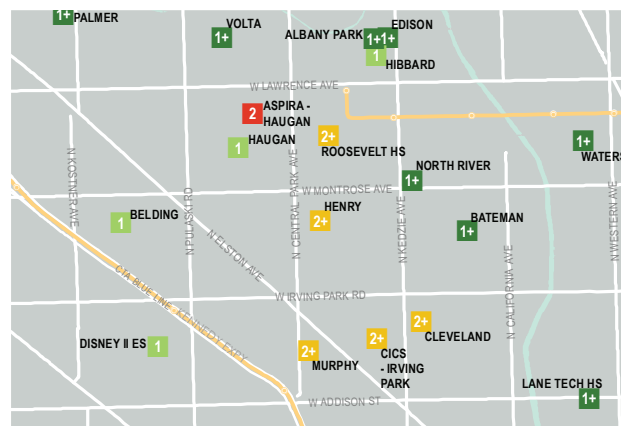 1+
PALMER
VOLTA
1+
ALBANY PARK
EDISON
1+
1+
1
HIBBARD
W LAWRENCE AVE
2
ASPIRA -
HAUGAN
1
HAUGAN
2+
ROOSEVELT HS
1+
WATERS
N KOSTNER AVE
N PULASKI RD
N CENTRAL PARK AVE
NORTH RIVER
1+
W MONTROSE AVE
1
BELDING
HENRY
2+
BATEMAN
1+
N ELSTON AVE
N KEDZIE AVE
N CALIFORNIA AVE
N WESTERN AVE
CTA BLUE LINE
KENNEDY EXPY
W IRVING PARK RD
2+
CLEVELAND
DISNEY II ES
1
2+
MURPHY
2+
CICS
- IRVING
PARK
LANE TECH HS
1+
W ADDISON ST